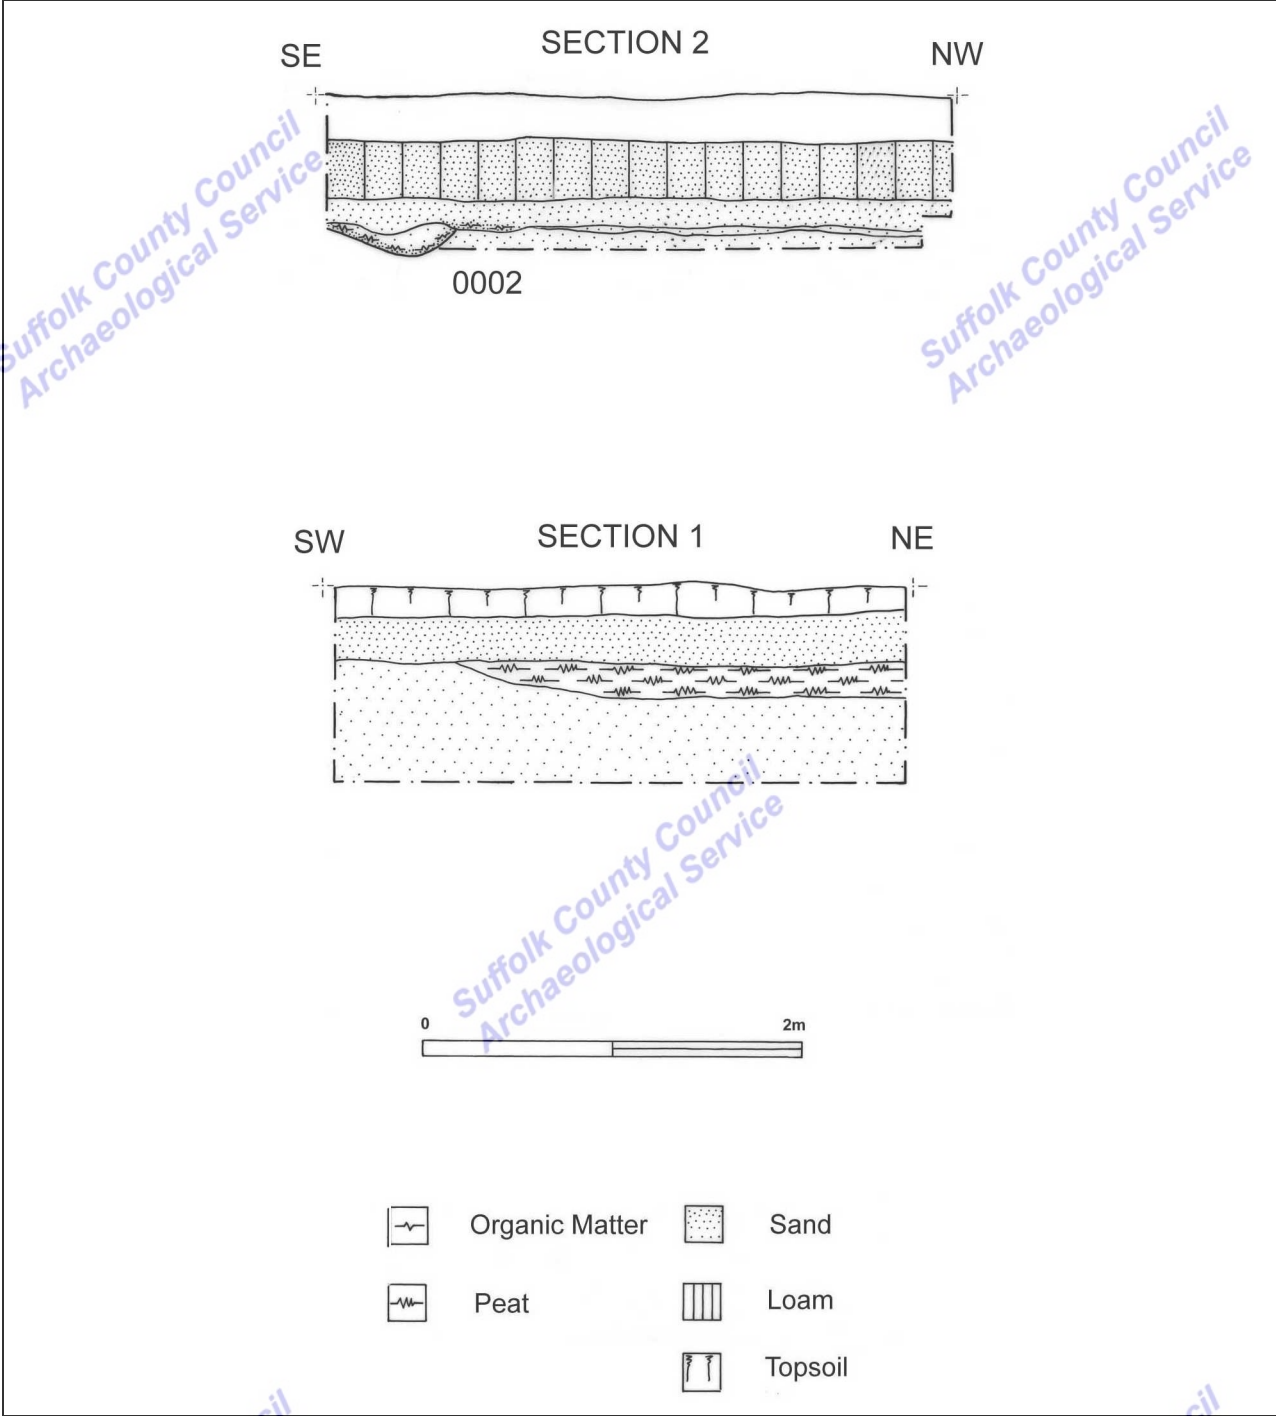 SECTION 2
SE
NW
Suffolk County Council
Archaeological Service
Suffolk County Council
Archaeological Service
0002
SECTION 1
SW
NE
Suffolk County Council
Archaeological Service
0
2m
Organic Matter
Sand
Peat
Loam
Topsoil